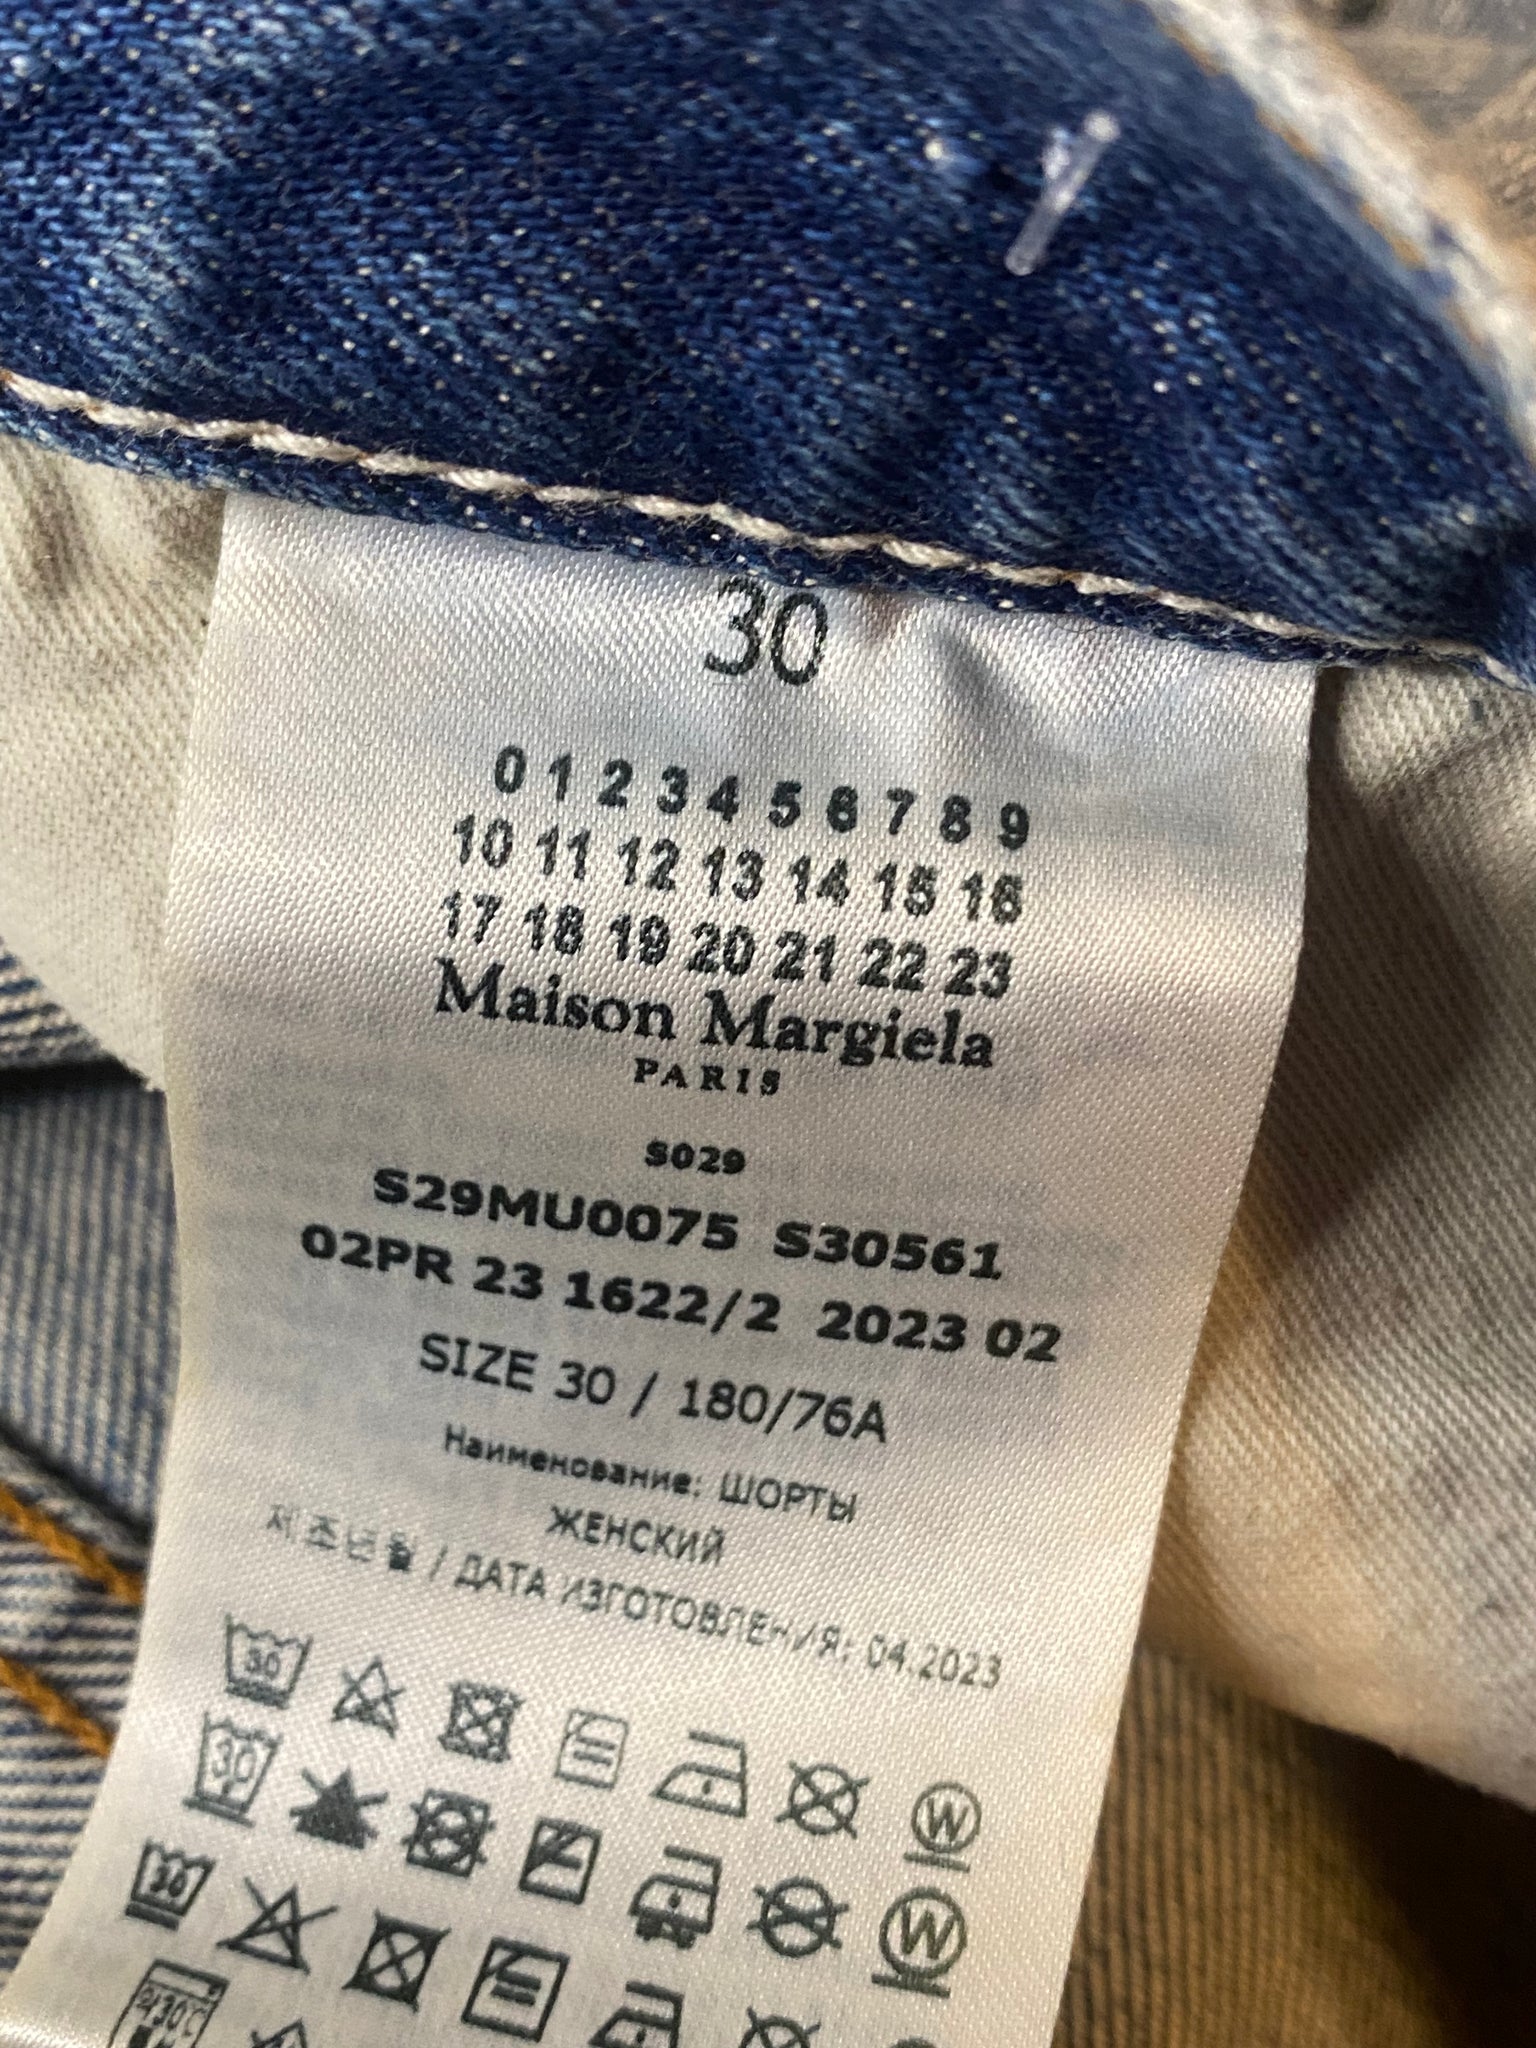 30
0 1 2 3 4 5 6 7 8 9
10 11 12 13 14 15 16
17 18 19 20 21 22 23
Maison Margiela
PARIS
S029
S29MU0075 S30561
02PR 23 1622/2 2023 02
SIZE 30 / 180/76A
Наименование: ШОРТЫ
ЖЕНСКИЙ
제조년월 / ДАТА ИЗГОТОВЛЕНИЯ: 04.2023
30
30 W
30 W